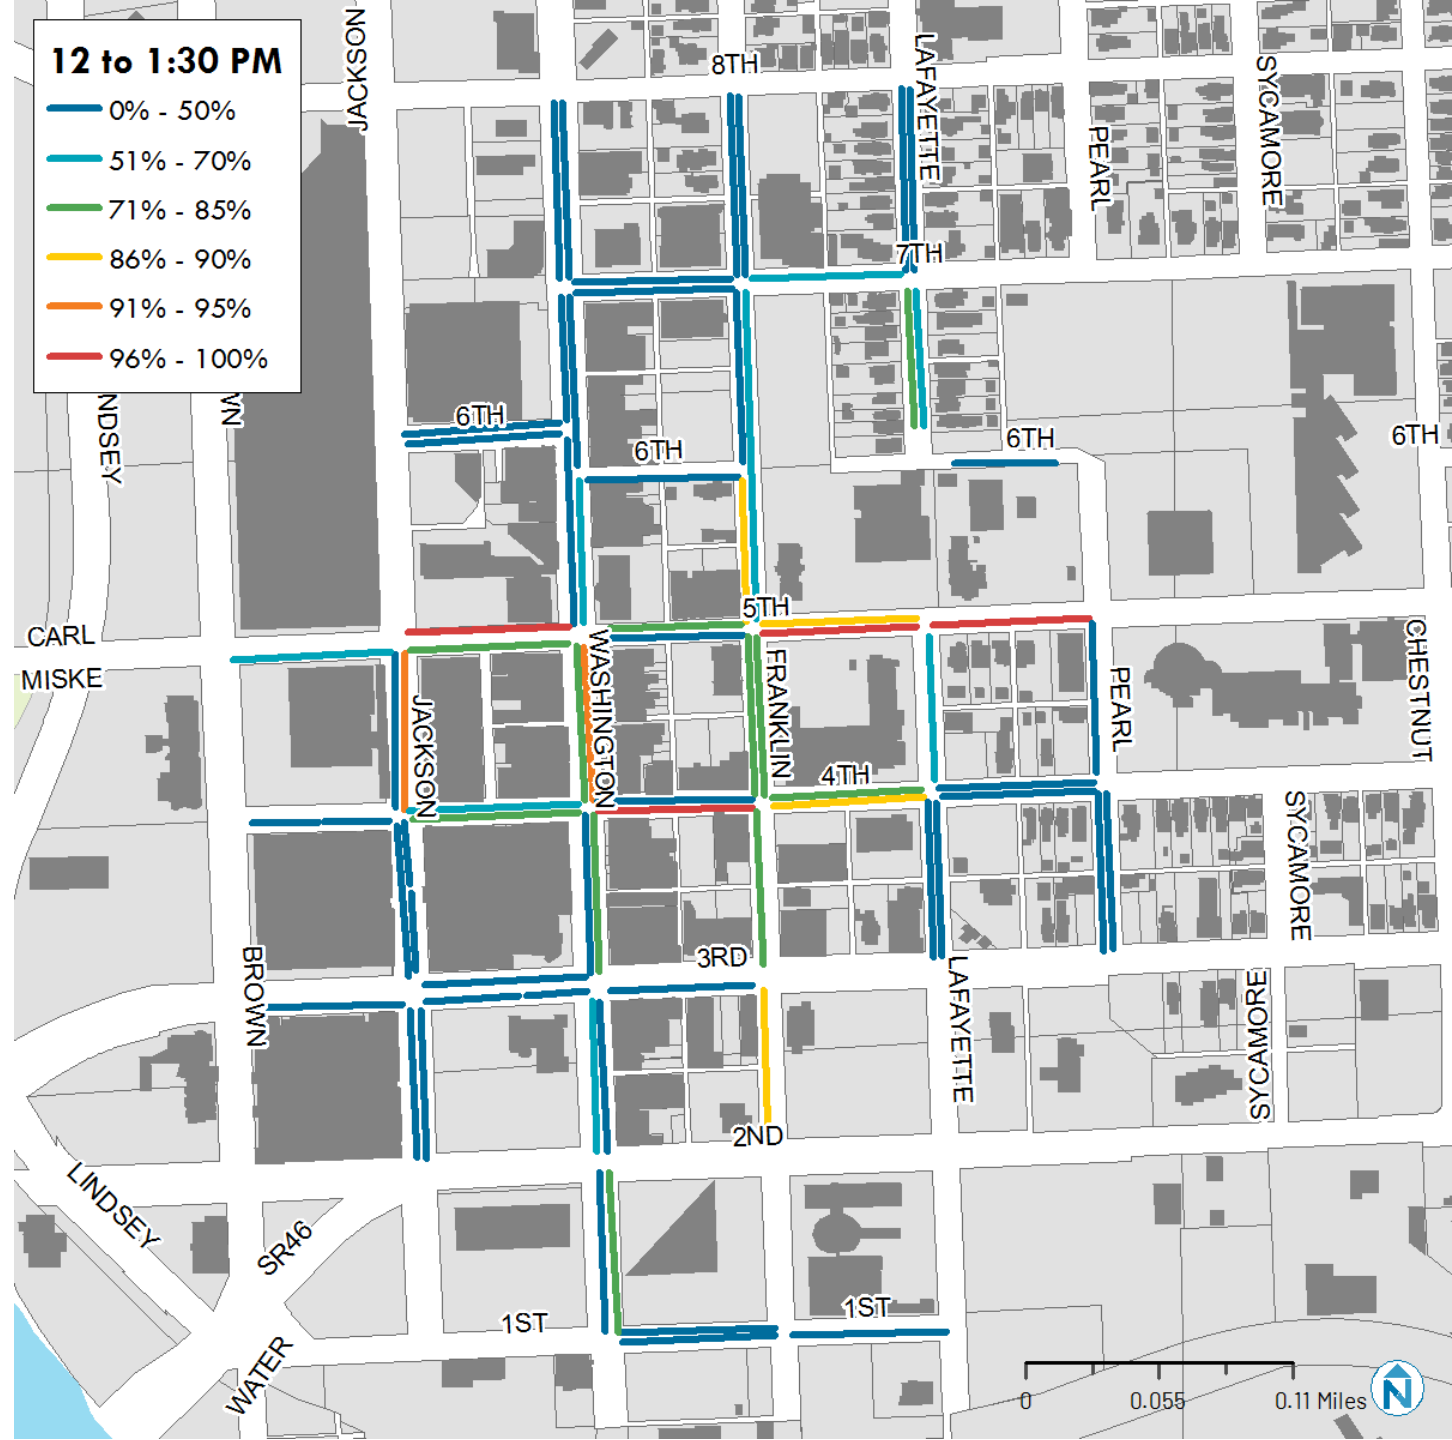 12 to 1:30 PM
0% - 50%
51% - 70%
71% - 85%
86% - 90%
91% - 95%
96% - 100%
JACKSON
8TH
LAFAYETTE
SYCAMORE
PEARL
7TH
NDSEY
WN
6TH
6TH
6TH
6TH
CARL
MISKE
5TH
WASHINGTON
FRANKLIN
JACKSON
PEARL
CHESTNUT
4TH
SYCAMORE
BROWN
3RD
LAFAYETTE
SYCAMORE
2ND
LINDSEY
SR46
1ST
1ST
WATER
0
0.055
0.11 Miles
N